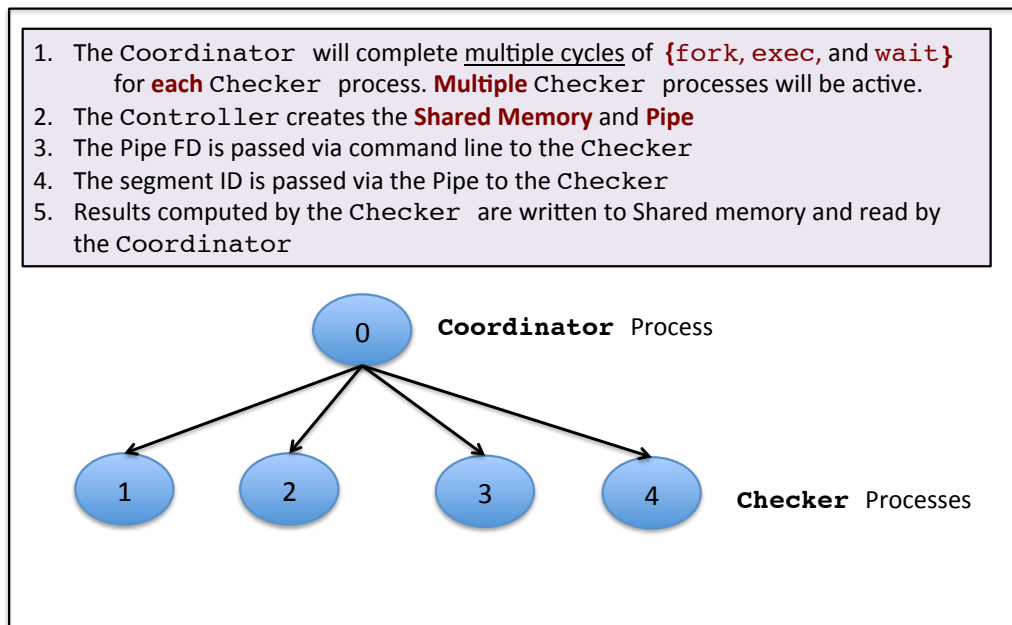 1. The Coordinator will complete multiple cycles of {fork, exec, and wait}
for each Checker process. Multiple Checker processes will be active.
2. The Controller creates the Shared Memory and Pipe
3. The Pipe FD is passed via command line to the Checker
4. The segment ID is passed via the Pipe to the Checker
5. Results computed by the Checker are written to Shared memory and read by
the Coordinator
0
Coordinator Process
1
2
3
4
Checker Processes